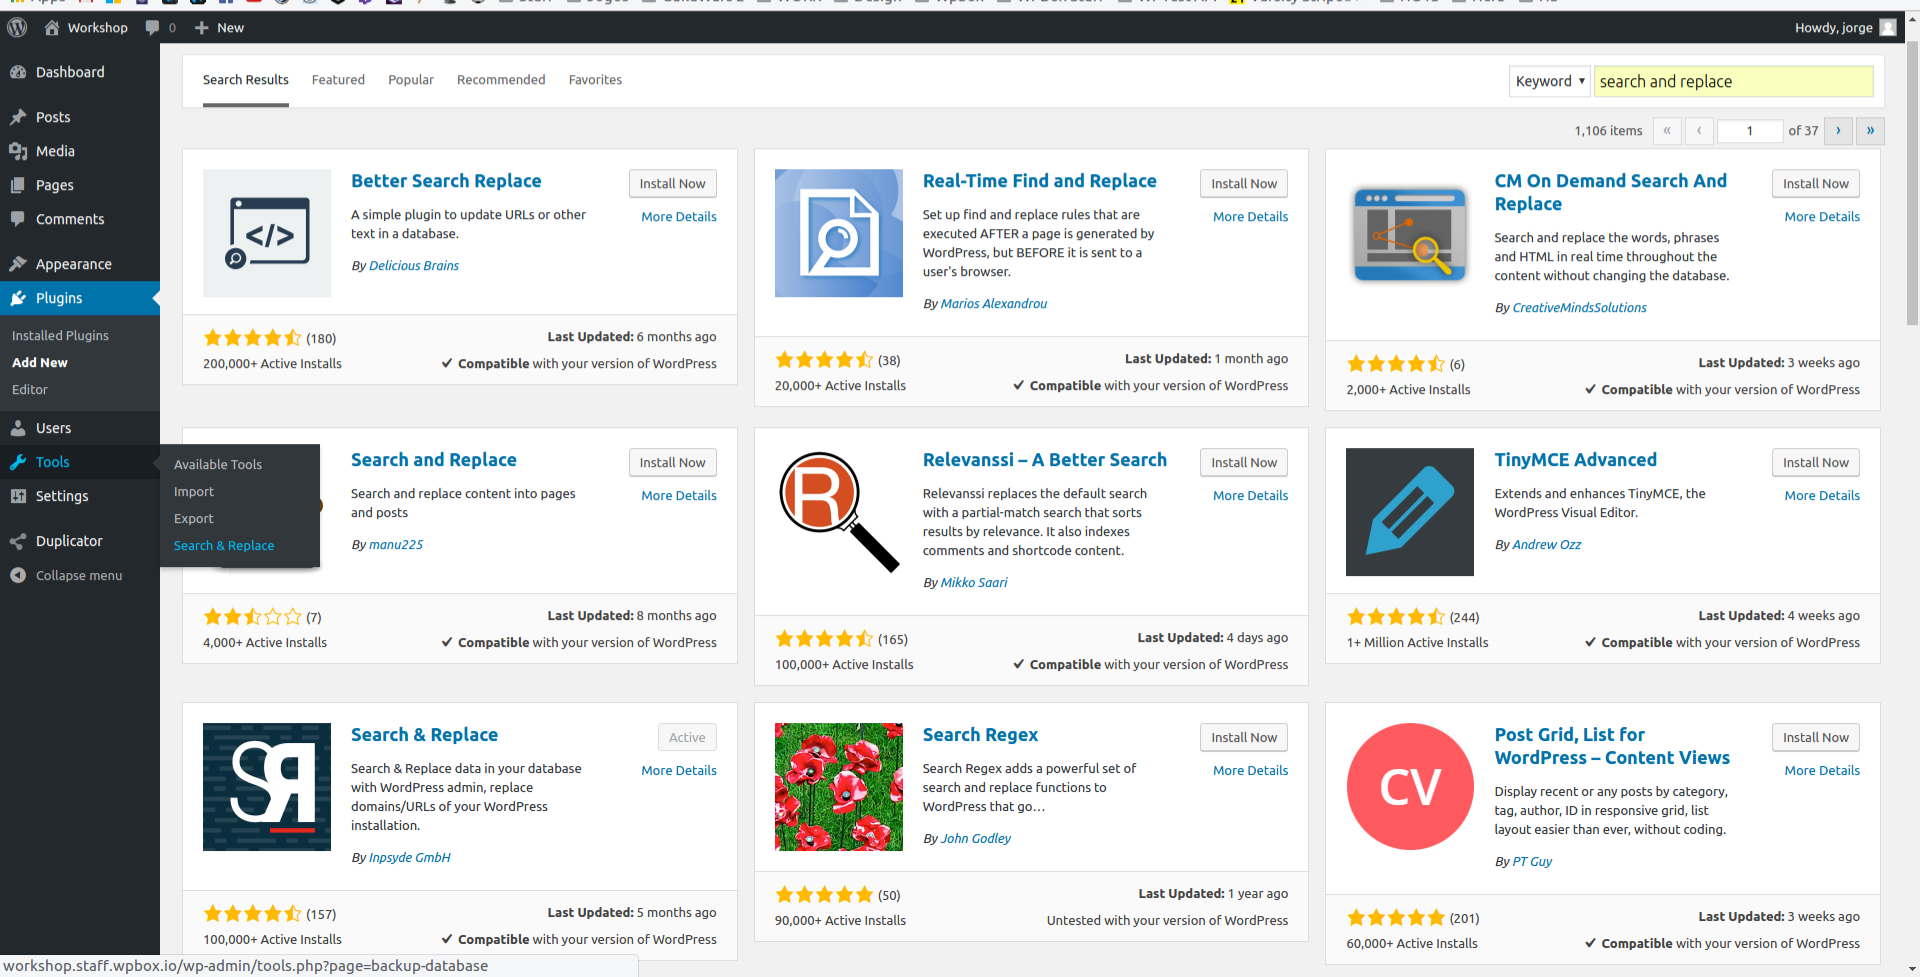 Workshop
0
New
Howdy, jorge
Dashboard
Posts
Media
Pages
Comments
Appearance
Plugins
Installed Plugins
Add New
Editor
Users
Tools
Available Tools
Import
Export
Search & Replace
Settings
Duplicator
Collapse menu
Search Results
Featured
Popular
Recommended
Favorites
Keyword
search and replace
1,106 items « ‹ 1 of 37 › »
Better Search Replace
Install Now
More Details
A simple plugin to update URLs or other
text in a database.
By Delicious Brains
(180)
Last Updated: 6 months ago
200,000+ Active Installs
Compatible with your version of WordPress
Real-Time Find and Replace
Install Now
More Details
Set up find and replace rules that are
executed AFTER a page is generated by
WordPress, but BEFORE it is sent to a
user's browser.
By Marios Alexandrou
(38)
Last Updated: 1 month ago
20,000+ Active Installs
Compatible with your version of WordPress
CM On Demand Search And
Replace
Install Now
More Details
Search and replace the words, phrases
and HTML in real time throughout the
content without changing the database.
By CreativeMindsSolutions
(6)
Last Updated: 3 weeks ago
2,000+ Active Installs
Compatible with your version of WordPress
Search and Replace
Install Now
More Details
Search and replace content into pages
and posts
By manu225
(7)
Last Updated: 8 months ago
4,000+ Active Installs
Compatible with your version of WordPress
R
Relevanssi – A Better Search
Install Now
More Details
Relevanssi replaces the default search
with a partial-match search that sorts
results by relevance. It also indexes
comments and shortcode content.
By Mikko Saari
(165)
Last Updated: 4 days ago
100,000+ Active Installs
Compatible with your version of WordPress
TinyMCE Advanced
Install Now
More Details
Extends and enhances TinyMCE, the
WordPress Visual Editor.
By Andrew Ozz
(244)
Last Updated: 4 weeks ago
1+ Million Active Installs
Compatible with your version of WordPress
SR
Search & Replace
Active
More Details
Search & Replace data in your database
with WordPress admin, replace
domains/URLs of your WordPress
installation.
By Inpsyde GmbH
(157)
Last Updated: 5 months ago
100,000+ Active Installs
Compatible with your version of WordPress
Search Regex
Install Now
More Details
Search Regex adds a powerful set of
search and replace functions to
WordPress that go…
By John Godley
(50)
Last Updated: 1 year ago
90,000+ Active Installs
Untested with your version of WordPress
CV
Post Grid, List for
WordPress – Content Views
Install Now
More Details
Display recent or any posts by category,
tag, author, ID in responsive grid, list
layout easier than ever, without coding.
By PT Guy
(201)
Last Updated: 3 weeks ago
60,000+ Active Installs
Compatible with your version of WordPress
workshop.staff.wpbox.io/wp-admin/tools.php?page=backup-database